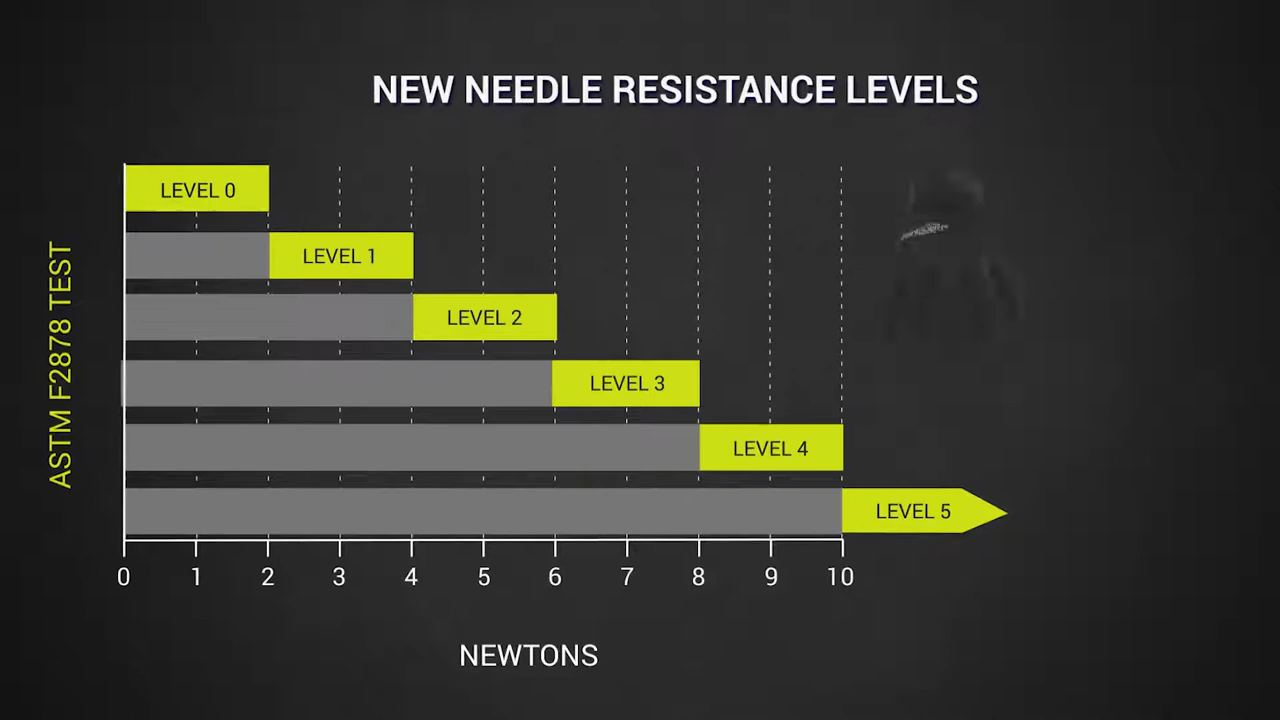 NEW NEEDLE RESISTANCE LEVELS
ASTM F2878 TEST
LEVEL 0
LEVEL 1
LEVEL 2
LEVEL 3
LEVEL 4
LEVEL 5
0 1 2 3 4 5 6 7 8 9 10
NEWTONS